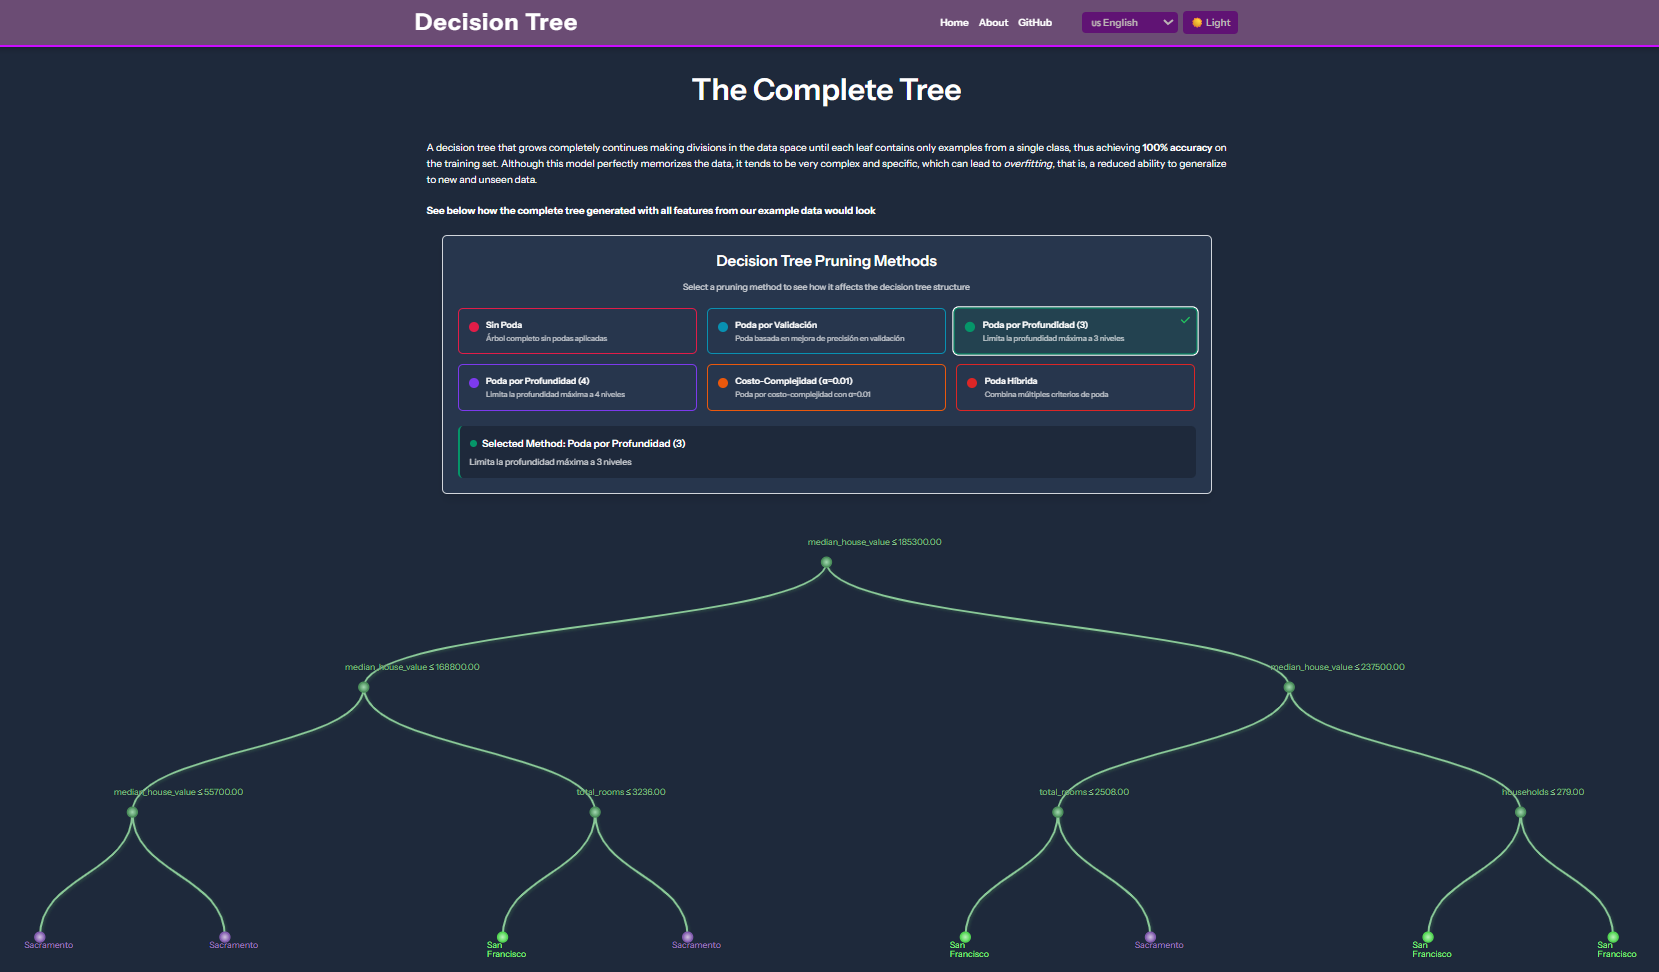 Decision Tree
Home About GitHub
us English
Light
The Complete Tree
A decision tree that grows completely continues making divisions in the data space until each leaf contains only examples from a single class, thus achieving 100% accuracy on
the training set. Although this model perfectly memorizes the data, it tends to be very complex and specific, which can lead to overfitting, that is, a reduced ability to generalize
to new and unseen data.
See below how the complete tree generated with all features from our example data would look
Decision Tree Pruning Methods
Select a pruning method to see how it affects the decision tree structure
Sin Poda
Árbol completo sin podas aplicadas
Poda por Validación
Poda basada en mejora de precisión en validación
Poda por Profundidad (3)
Limita la profundidad máxima a 3 niveles
Poda por Profundidad (4)
Limita la profundidad máxima a 4 niveles
Costo-Complejidad (α=0.01)
Poda por costo-complejidad con α=0.01
Poda Híbrida
Combina múltiples criterios de poda
Selected Method: Poda por Profundidad (3)
Limita la profundidad máxima a 3 niveles
median_house_value ≤ 185300.00
median_house_value ≤ 168800.00
median_house_value ≤ 237500.00
median_house_value ≤ 55700.00
total_rooms ≤ 3236.00
total_rooms ≤ 2508.00
households ≤ 279.00
Sacramento
Sacramento
San
Francisco
Sacramento
San
Francisco
Sacramento
San
Francisco
San
Francisco